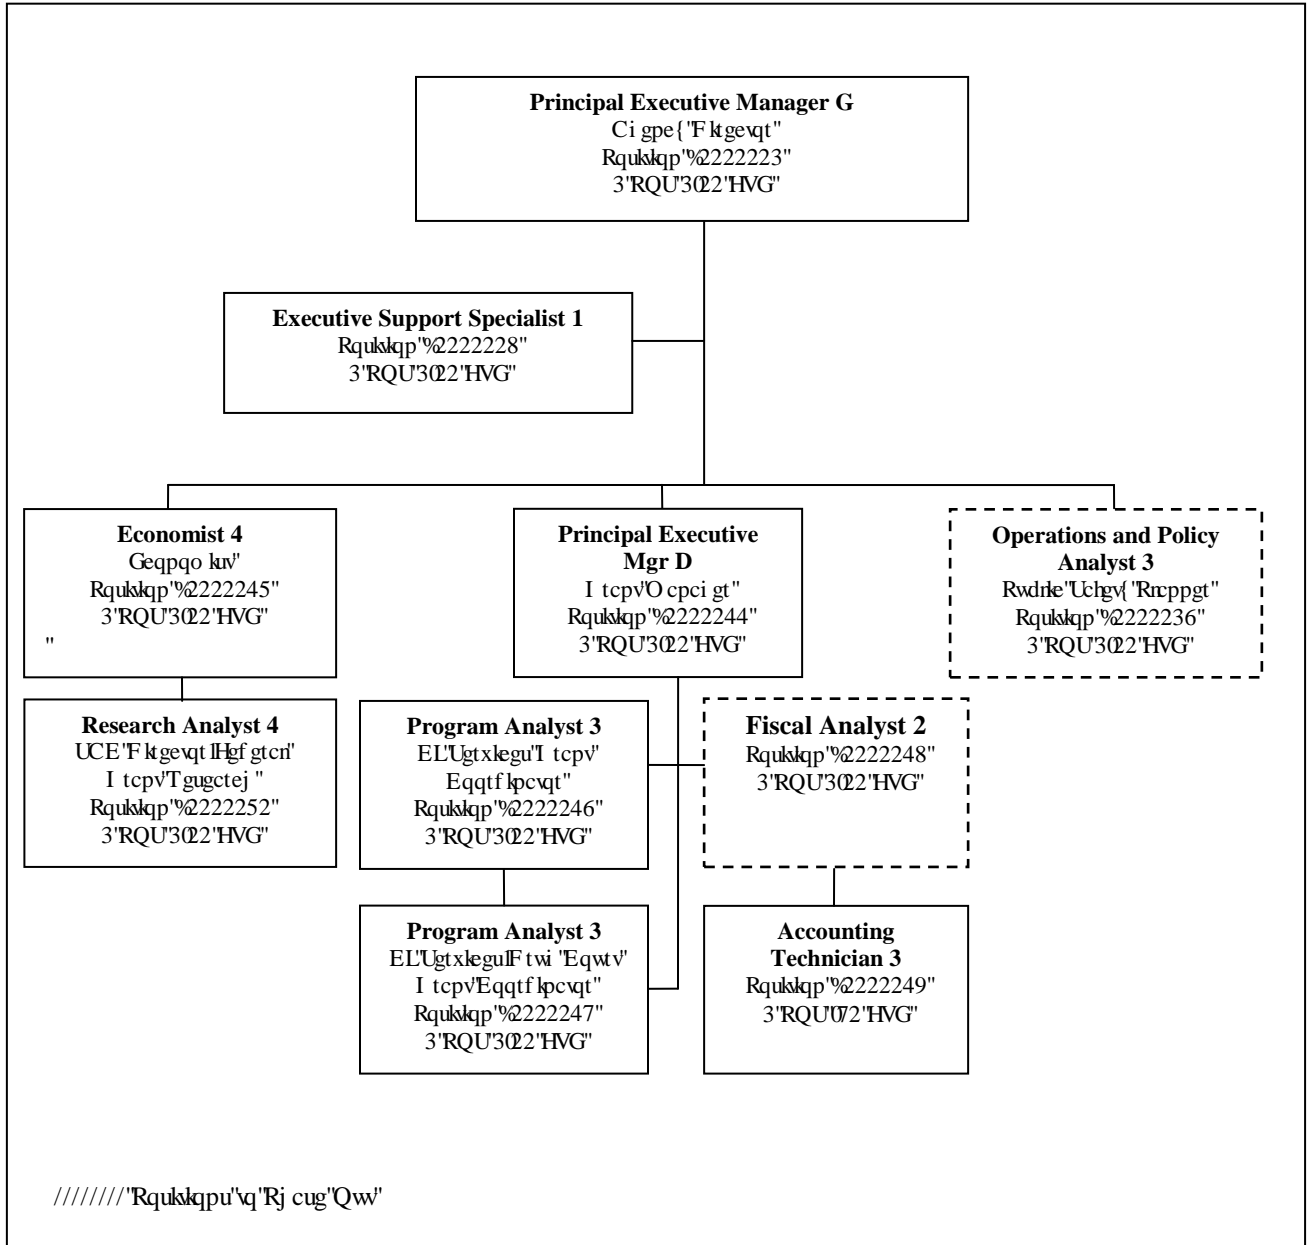 Principal Executive Manager G
Ci gpe{"F ktgevqt"
Rqukvkqp"%2222223"
3"RQU"3022"HVG"
Executive Support Specialist 1
Rqukvkqp"%2222228"
3"RQU"3022"HVG"
Economist 4
Geqpqo kuv"
Rqukvkqp"%2222245"
3"RQU"3022"HVG"
"
Principal Executive
Mgr D
I tcpv"O cpci gt"
Rqukvkqp"%2222244"
3"RQU"3022"HVG"
Operations and Policy
Analyst 3
Rwdnke"Uchgv{"Rncppgt"
Rqukvkqp"%2222236"
3"RQU"3022"HVG"
Research Analyst 4
UCE"F ktgevqt1Hgf gtcn"
I tcpv"Tgugctej "
Rqukvkqp"%2222252"
3"RQU"3022"HVG"
Program Analyst 3
EL"Ugtxkegu"I tcpv"
Eqqtf kpcvqt"
Rqukvkqp"%2222246"
3"RQU"3022"HVG"
Fiscal Analyst 2
Rqukvkqp"%2222248"
3"RQU"3022"HVG"
Program Analyst 3
EL"Ugtxkegu1F twi "Eqwtv"
I tcpv"Eqqtf kpcvqt"
Rqukvkqp"%2222247"
3"RQU"3022"HVG"
Accounting
Technician 3
Rqukvkqp"%2222249"
3"RQU"072"HVG"
////////"Rqukvkqpu"vq"Rj cug"Qwv"